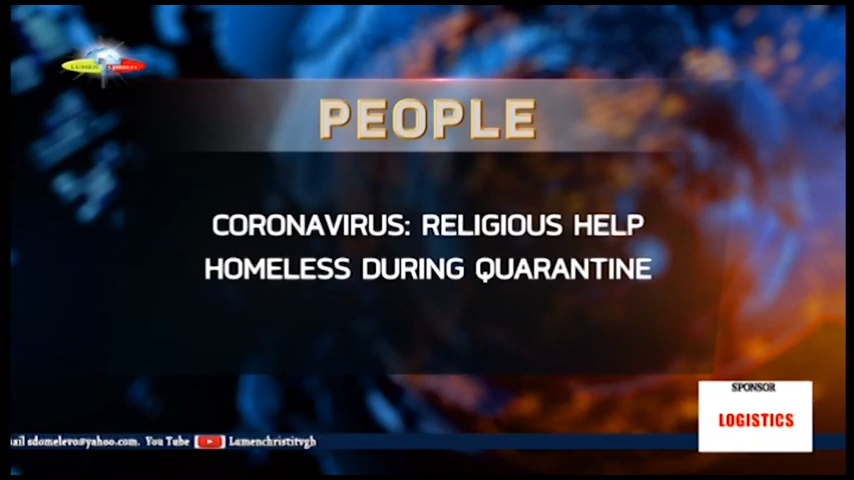 PEOPLE
CORONAVIRUS: RELIGIOUS HELP
HOMELESS DURING QUARANTINE
SPONSOR
LOGISTICS
ail sdomelevo@yahoo.com. You Tube Lumenchristitvgh